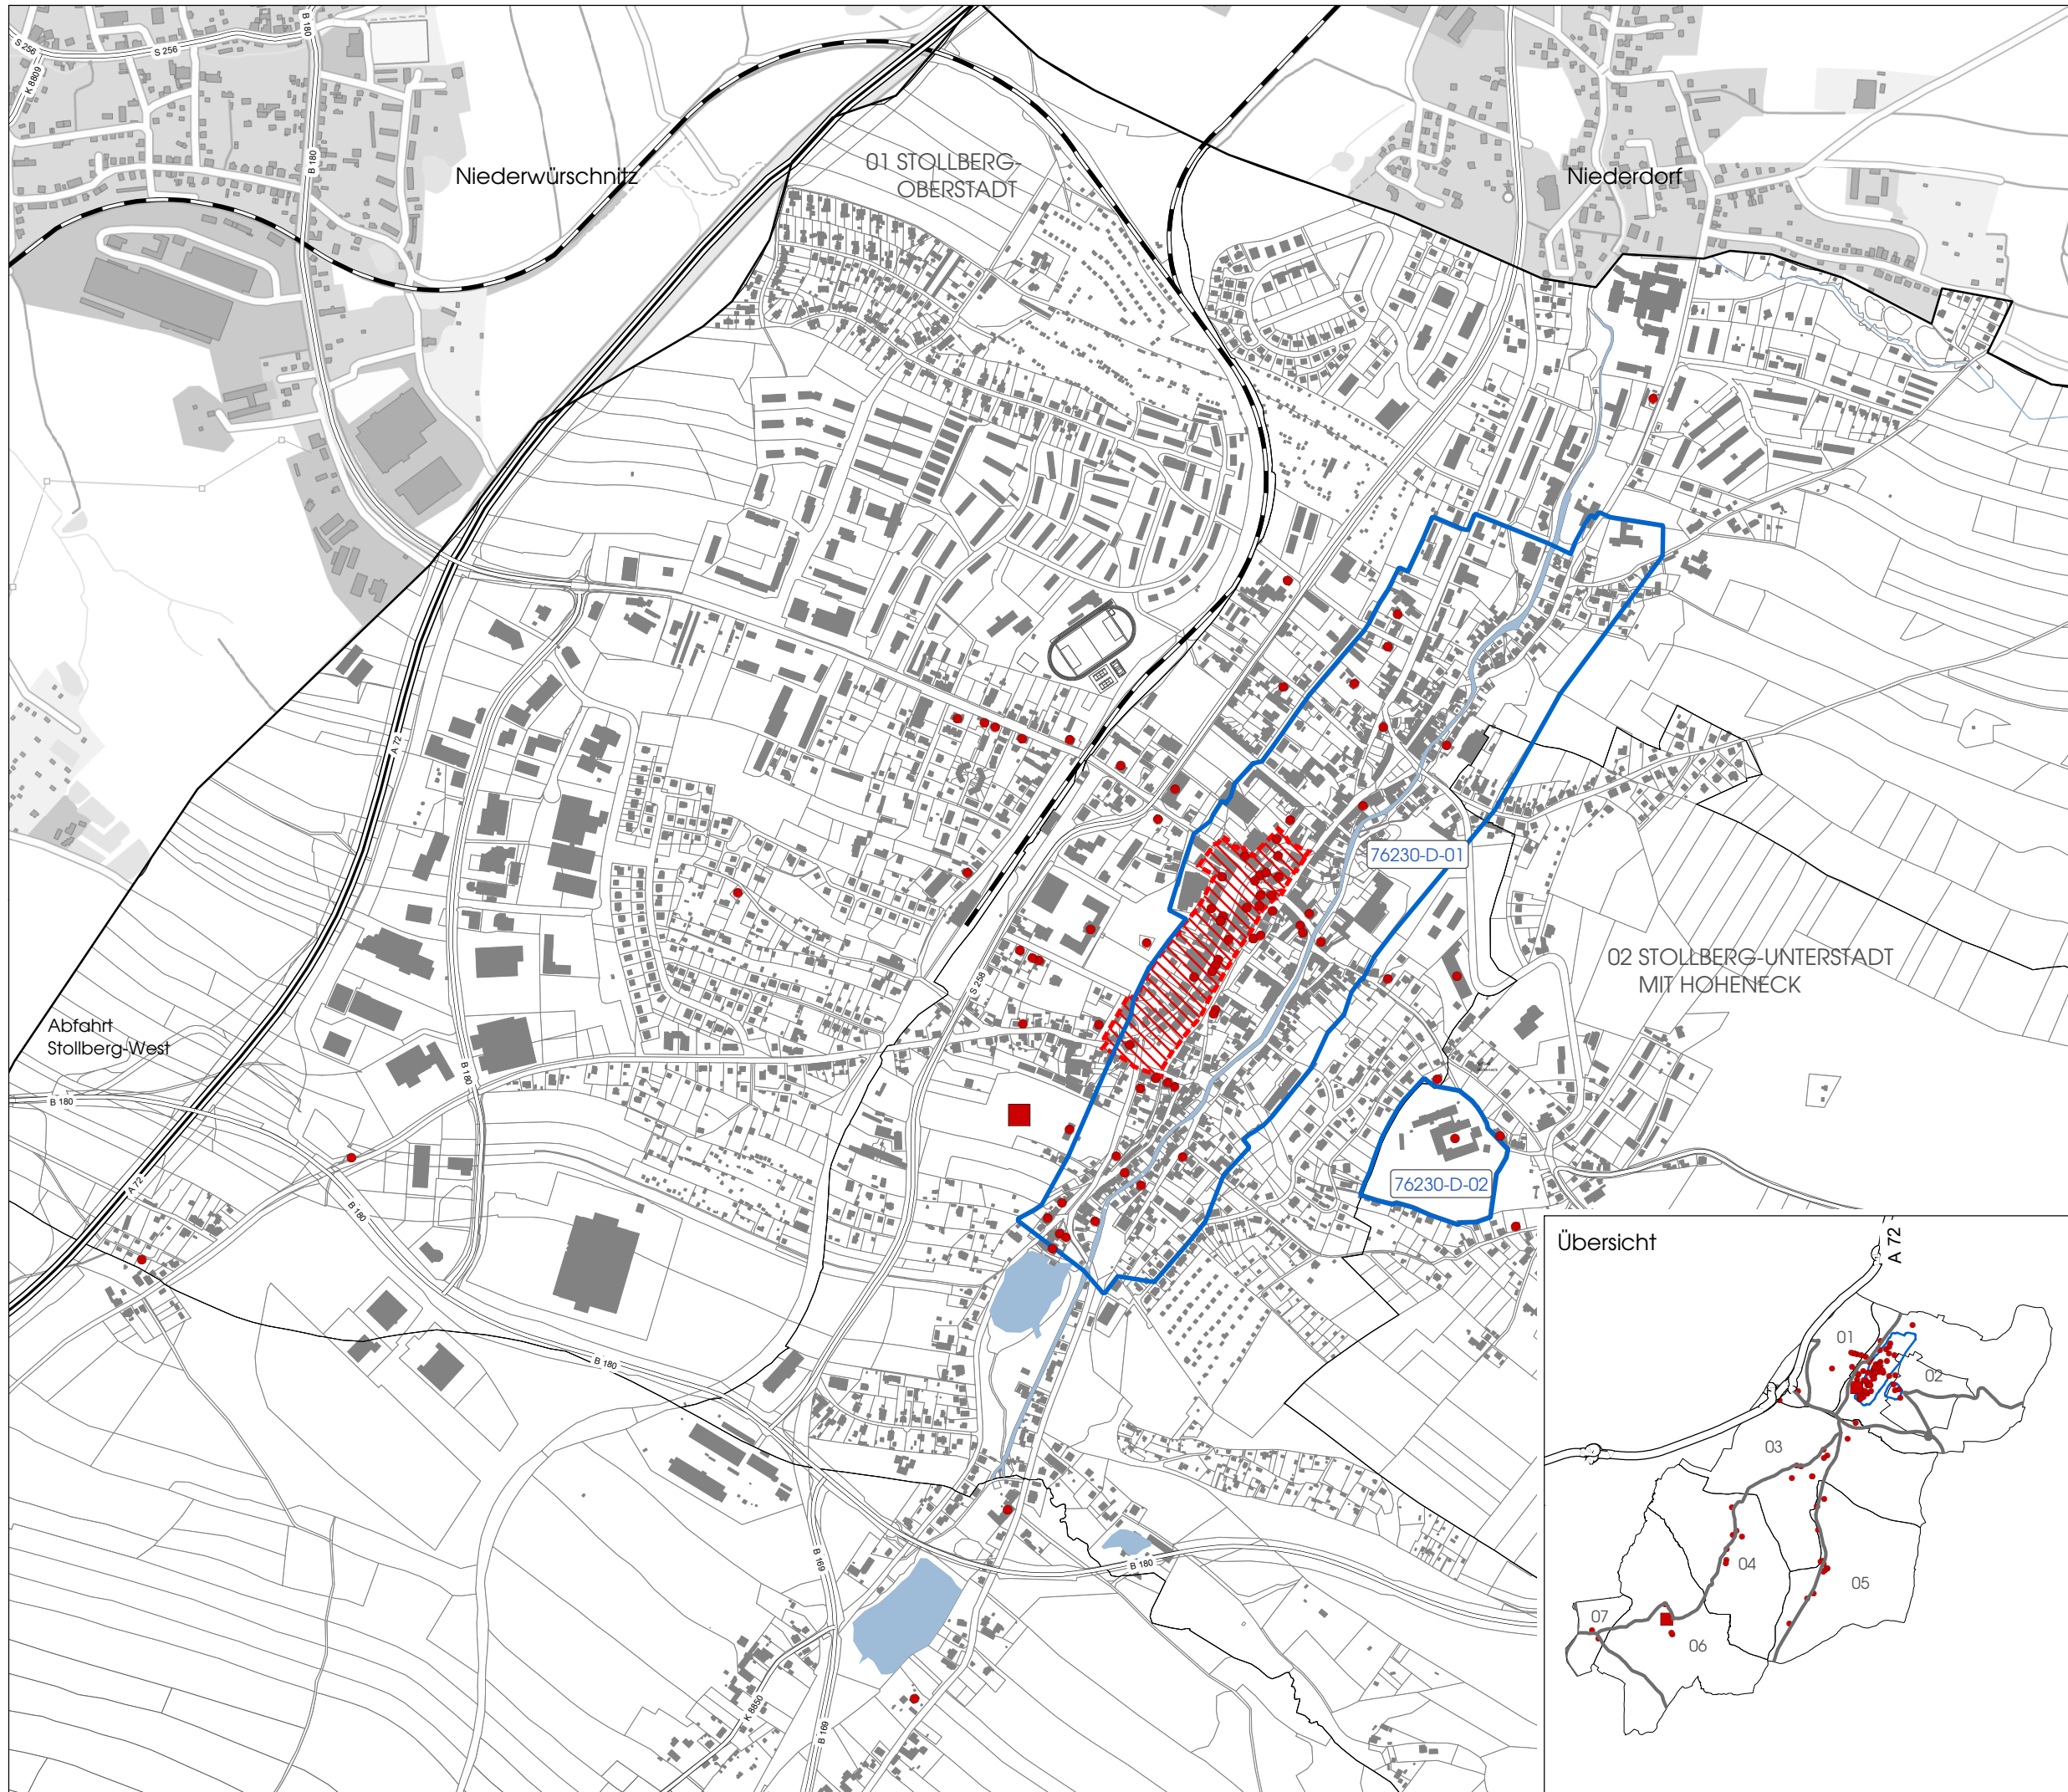 S 256
S 256
B 180
K 8809
B 180
Niederwürschnitz
01 STOLLBERG-
OBERSTADT
Niederdorf
A 72
76230-D-01
02 STOLLBERG-UNTERSTADT
MIT HOHENECK
S 258
Abfahrt
Stollberg-West
B 180
B 180
A 72
B 180
76230-D-02
B 180
B 169
B 180
K 8850
B 169
Übersicht
A 72
01
02
03
04
05
07
06